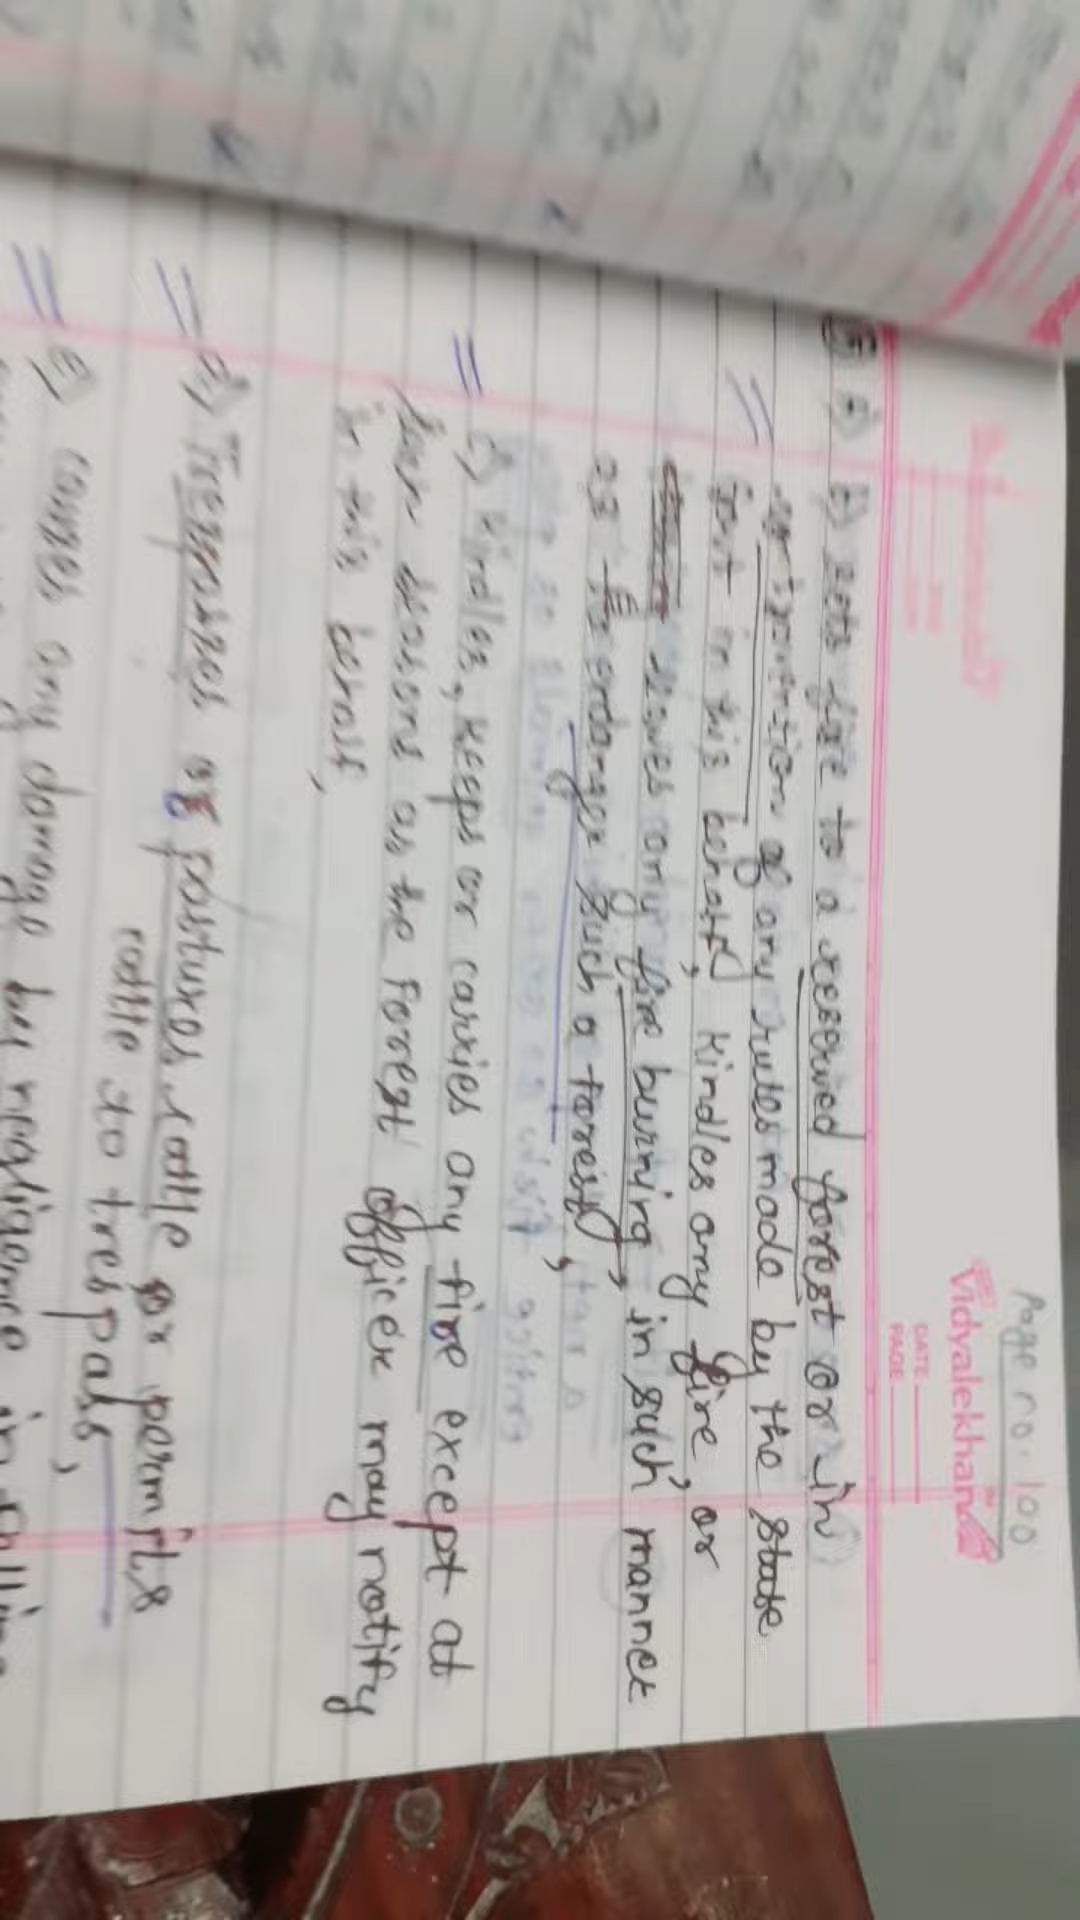 Page no. 100
Vidyalekhan
DATE
PAGE
b) sets fire to a reserved forest or in
of any rules made by the state
in this behalf, kindles any fire, or
leaves any fire burning in such manner
as to endanger such a forest,
c) kindles, keeps or carries any fire except at
seasons as the Forest officer may notify
in this behalf,
d) Trespasses or pastures cattle or permits
cattle to trespass,
E) causes any damage by negligence in